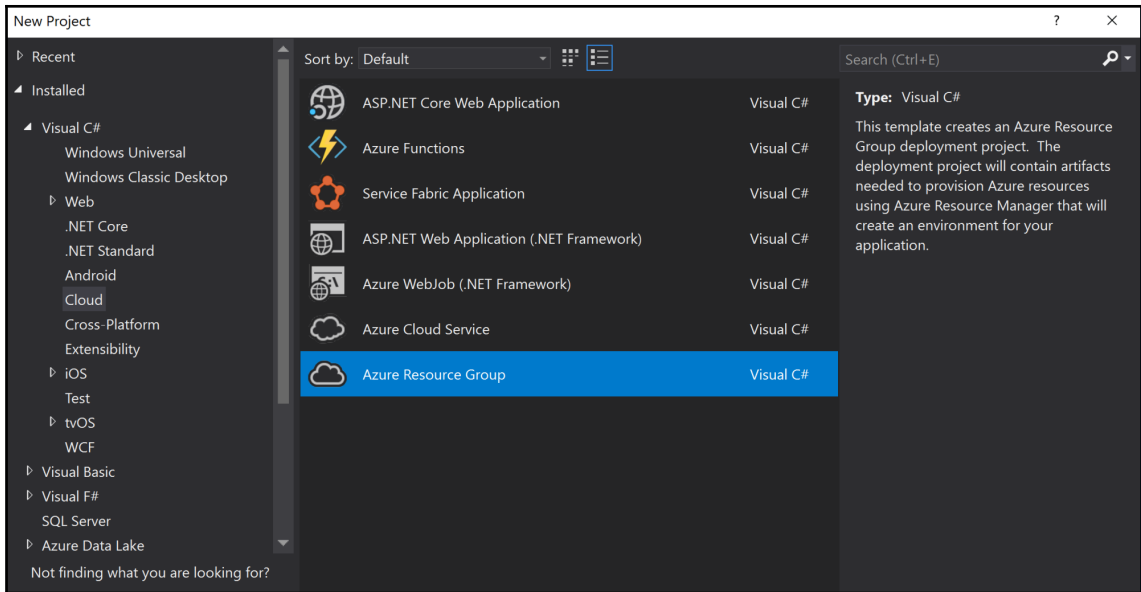 New Project
?
Recent
Installed
Visual C#
Windows Universal
Windows Classic Desktop
Web
.NET Core
.NET Standard
Android
Cloud
Cross-Platform
Extensibility
iOS
Test
tvOS
WCF
Visual Basic
Visual F#
SQL Server
Azure Data Lake
Not finding what you are looking for?
Sort by: Default
ASP.NET Core Web Application Visual C#
Azure Functions Visual C#
Service Fabric Application Visual C#
ASP.NET Web Application (.NET Framework) Visual C#
Azure WebJob (.NET Framework) Visual C#
Azure Cloud Service Visual C#
Azure Resource Group Visual C#
Search (Ctrl+E)
Type: Visual C#
This template creates an Azure Resource
Group deployment project. The
deployment project will contain artifacts
needed to provision Azure resources
using Azure Resource Manager that will
create an environment for your
application.